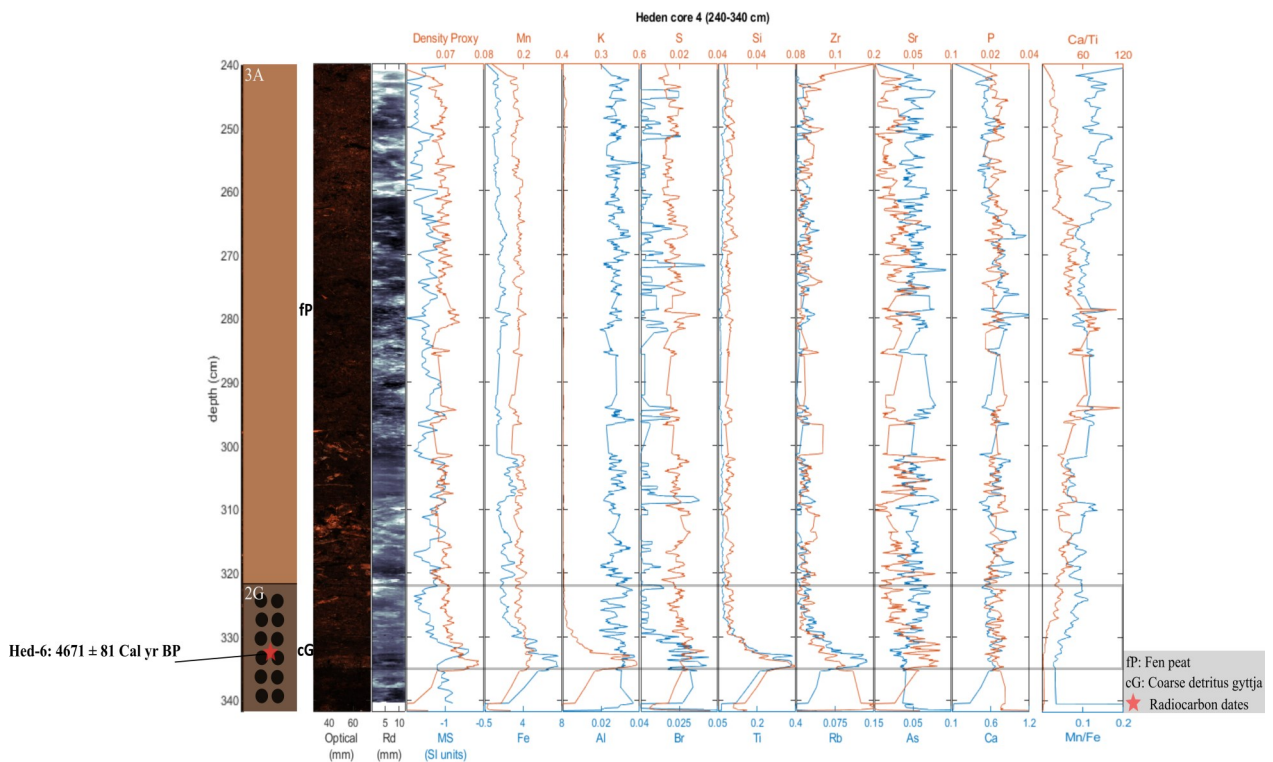 Heden core 4 (240-340 cm)
Density Proxy Mn K S Si Zr Sr P Ca/Ti
0.07 0.08 0.2 0.4 0.3 0.6 0.02 0.04 0.04 0.08 0.1 0.2 0.05 0.1 0.02 0.04 60 120
240
250
260
270
280
290
300
310
320
330
340
depth (cm)
3A
fP
2G
cG
Hed-6: 4671 ± 81 Cal yr BP
fP: Fen peat
cG: Coarse detritus gyttja
Radiocarbon dates
40 60 5 10 -1 -0.5 4 8 0.02 0.04 0.025 0.05 0.2 0.4 0.075 0.15 0.05 0.1 0.6 1.2 0.1 0.2
Optical Rd MS Fe Al Br Ti Rb As Ca Mn/Fe
(mm) (mm) (SI units)